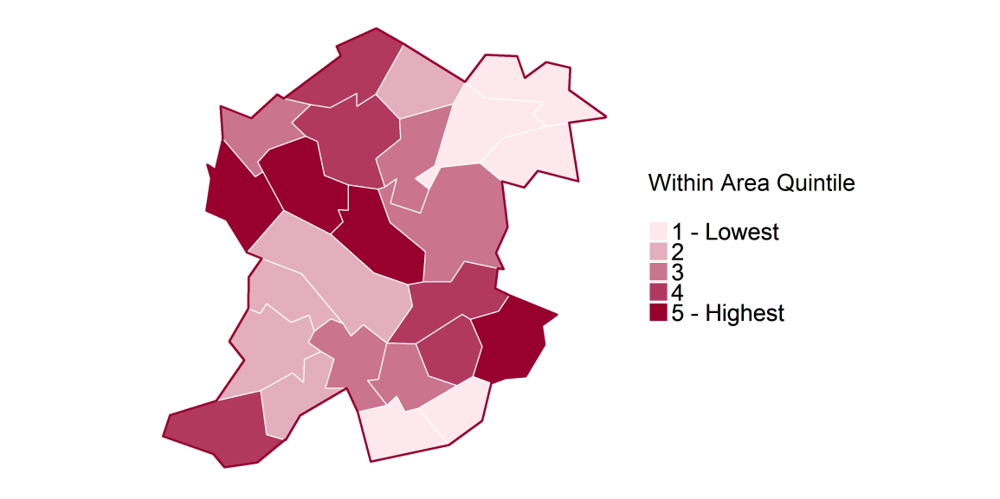 Within Area Quintile
1 - Lowest
2
3
4
5 - Highest